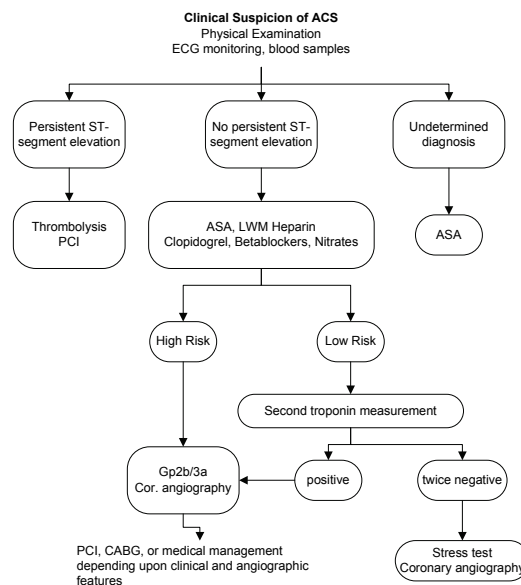 Clinical Suspicion of ACS
Physical Examination
ECG monitoring, blood samples
Persistent ST-
segment elevation
No persistent ST-
segment elevation
Undetermined
diagnosis
Thrombolysis
PCI
ASA, LWM Heparin
Clopidogrel, Betablockers, Nitrates
ASA
High Risk
Low Risk
Second troponin measurement
Gp2b/3a
Cor. angiography
positive
twice negative
PCI, CABG, or medical management
depending upon clinical and angiographic
features
Stress test
Coronary angiography